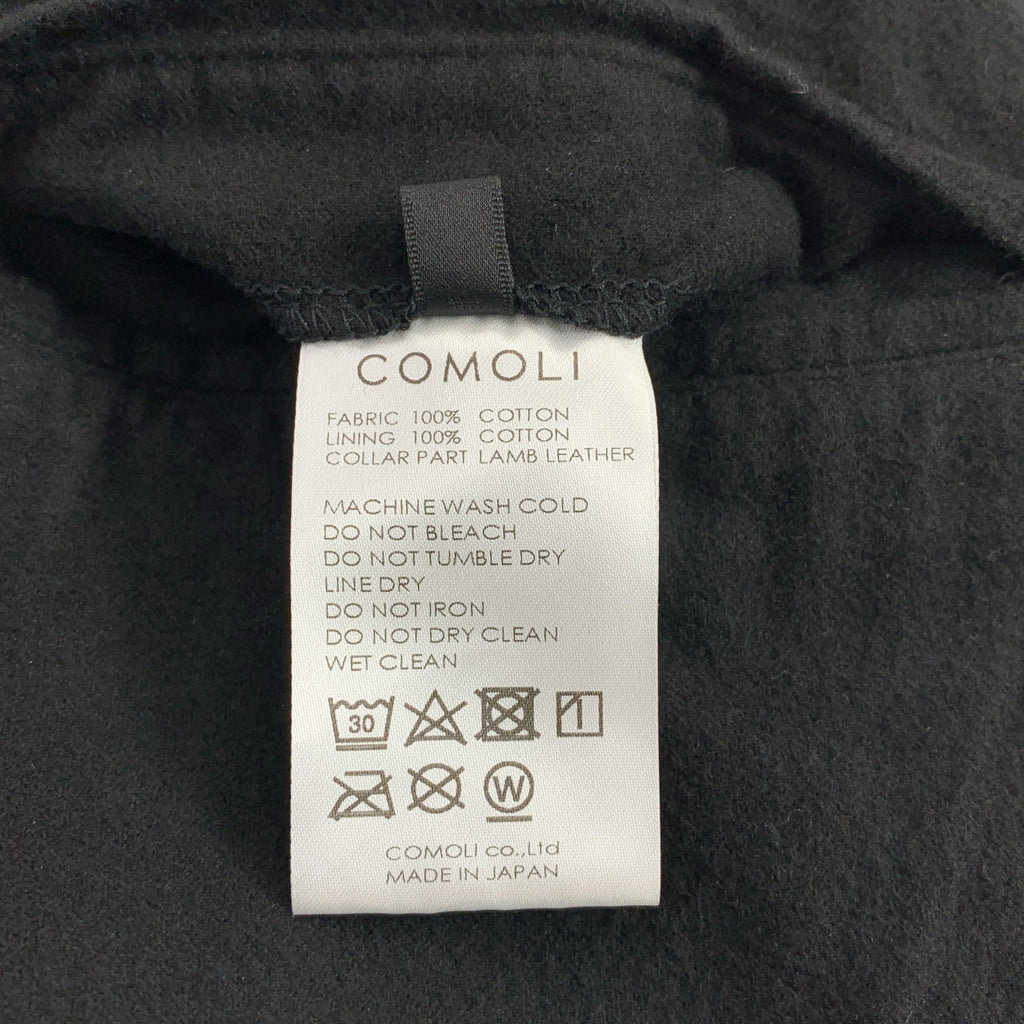 COMOLI
FABRIC 100% COTTON
LINING 100% COTTON
COLLAR PART LAMB LEATHER
MACHINE WASH COLD
DO NOT BLEACH
DO NOT TUMBLE DRY
LINE DRY
DO NOT IRON
DO NOT DRY CLEAN
WET CLEAN
30
W
COMOLI co.,Ltd
MADE IN JAPAN